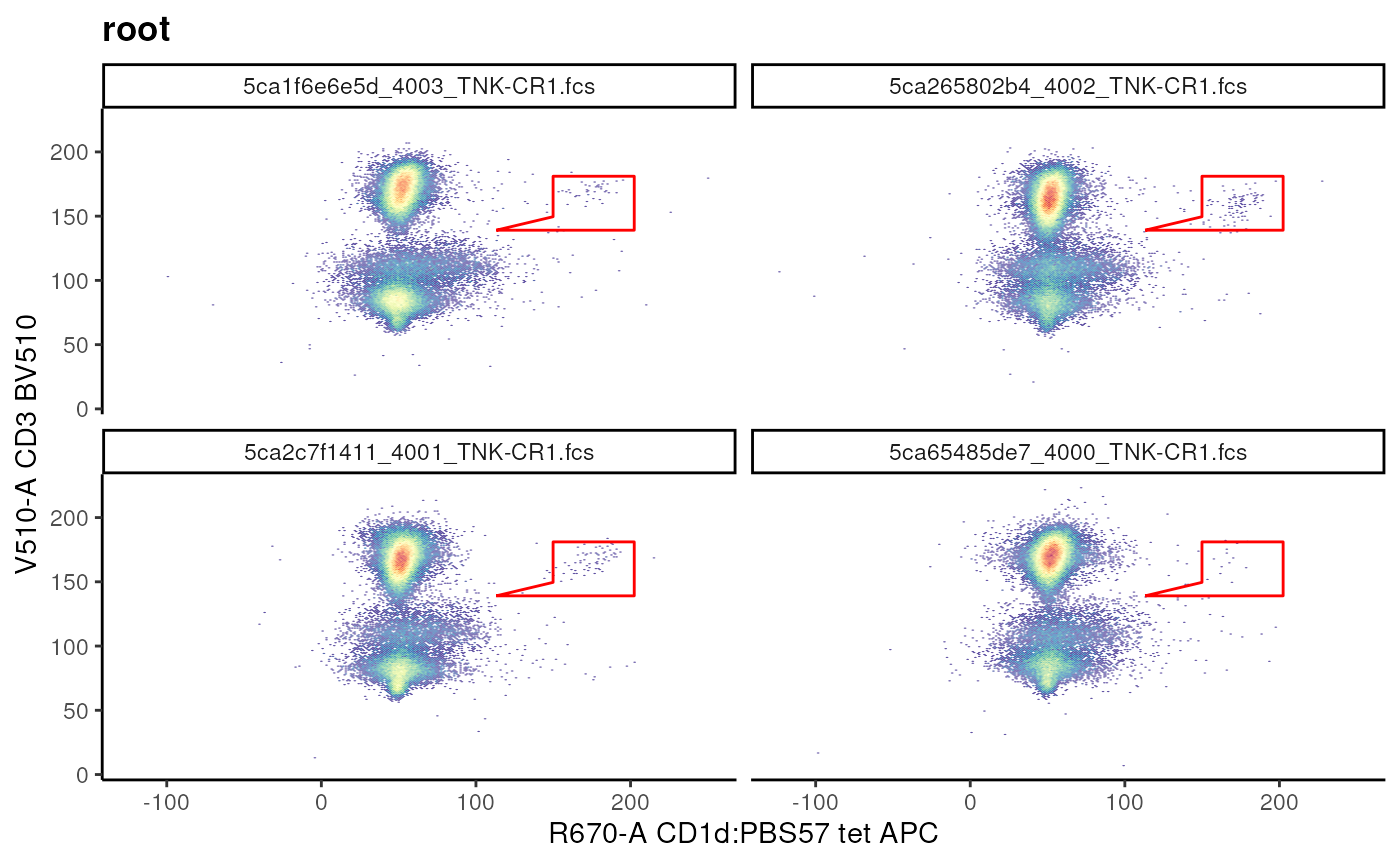 root
5ca1f6e6e5d_4003_TNK-CR1.fcs
5ca265802b4_4002_TNK-CR1.fcs
200
150
100
50
0
5ca2c7f1411_4001_TNK-CR1.fcs
5ca65485de7_4000_TNK-CR1.fcs
200
150
100
50
0
V510-A CD3 BV510
-100
0
100
200
-100
0
100
200
R670-A CD1d:PBS57 tet APC